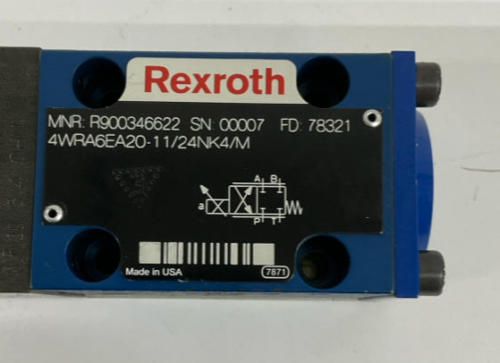 Rexroth
MNR: R900346622 SN: 00007 FD: 78321
4WRA6EA20-11/24NK4/M
A B
a
P T
Made in USA
7871